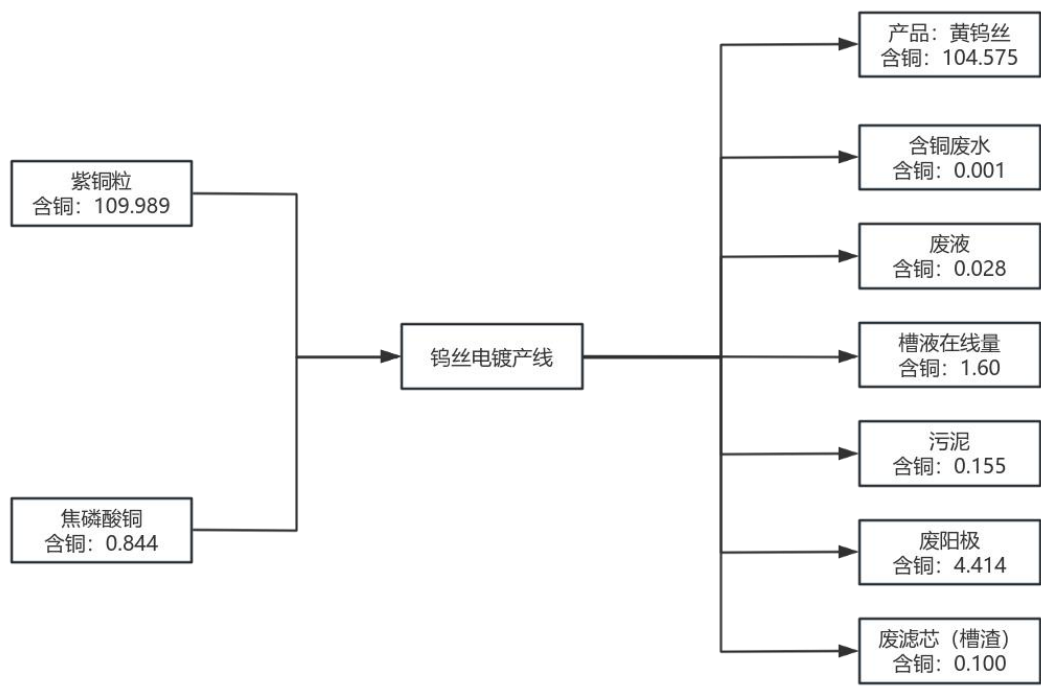 紫铜粒
含铜：109.989
焦磷酸铜
含铜：0.844
钨丝电镀产线
产品：黄钨丝
含铜：104.575
含铜废水
含铜：0.001
废液
含铜：0.028
槽液在线量
含铜：1.60
污泥
含铜：0.155
废阳极
含铜：4.414
废滤芯（槽渣）
含铜：0.100